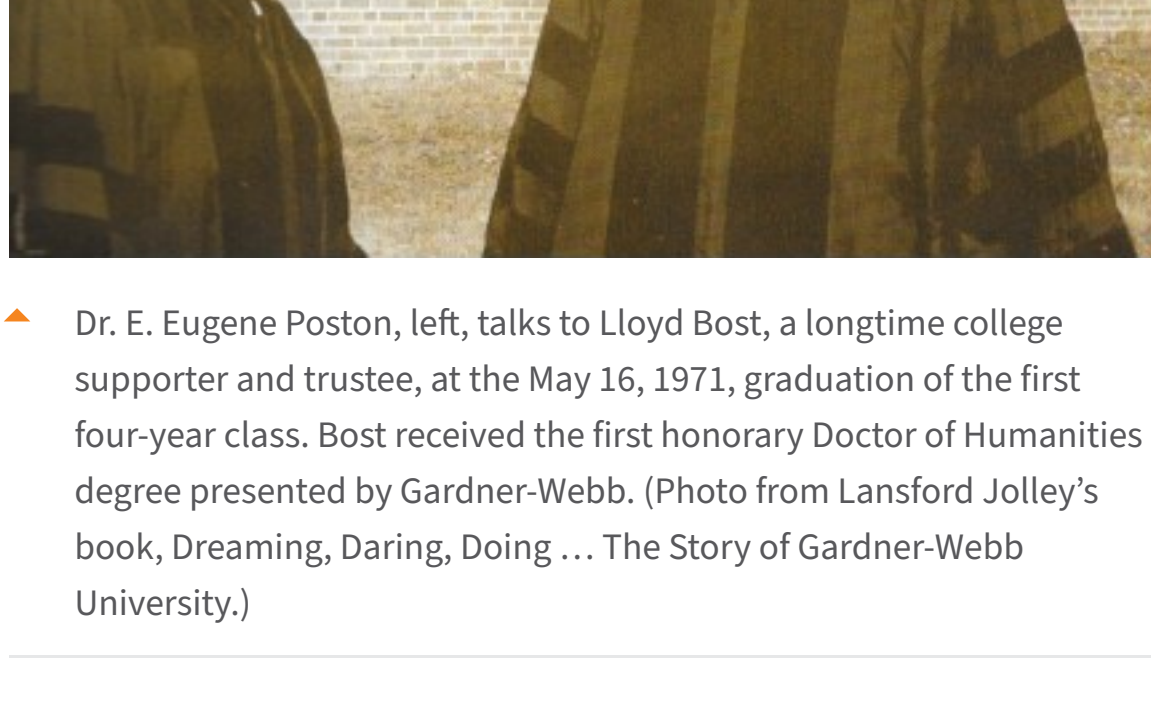 Dr. E. Eugene Poston, left, talks to Lloyd Bost, a longtime college
supporter and trustee, at the May 16, 1971, graduation of the first
four-year class. Bost received the first honorary Doctor of Humanities
degree presented by Gardner-Webb. (Photo from Lansford Jolley’s
book, Dreaming, Daring, Doing … The Story of Gardner-Webb
University.)